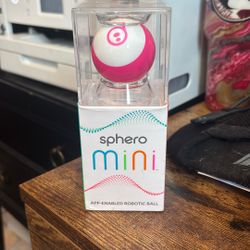 sphero
mini
APP-ENABLED ROBOTIC BALL